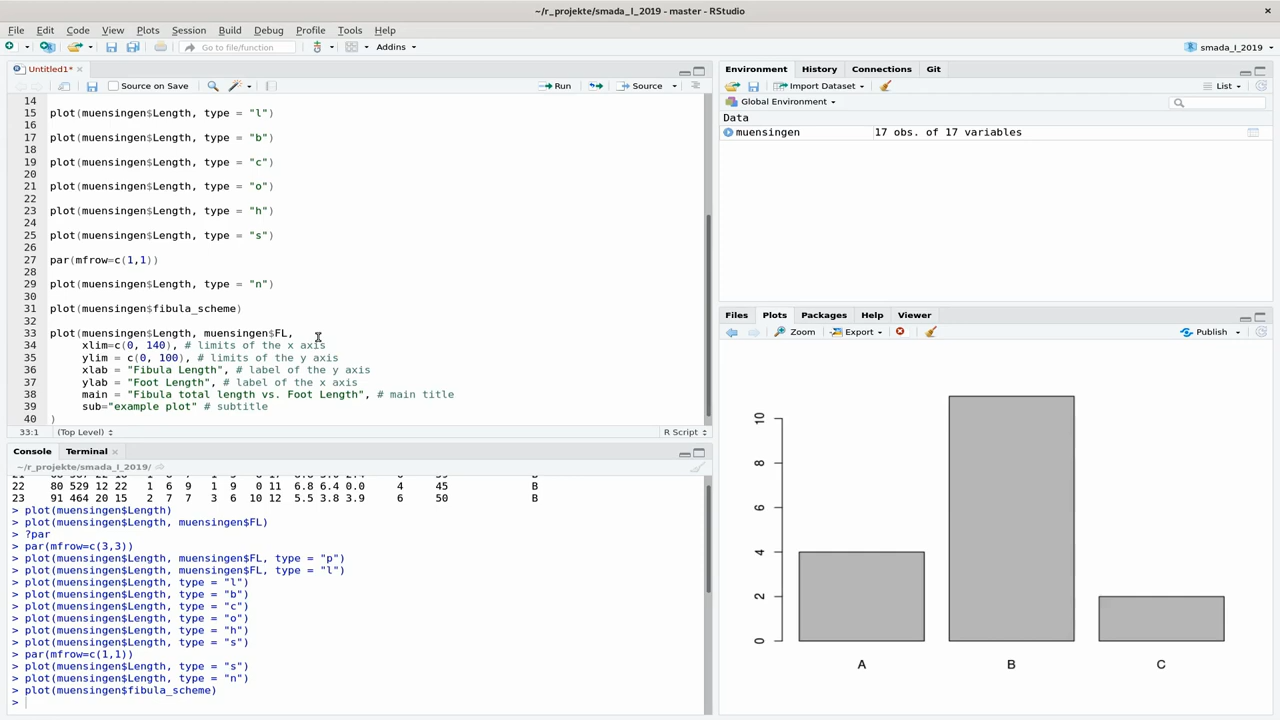 ~/r_projekte/smada_I_2019 - master - RStudio
File Edit Code View Plots Session Build Debug Profile Tools Help
Go to file/function Addins smada_I_2019
Untitled1*
Source on Save Run Source
14
15 plot(muensingen$Length, type = "l")
16
17 plot(muensingen$Length, type = "b")
18
19 plot(muensingen$Length, type = "c")
20
21 plot(muensingen$Length, type = "o")
22
23 plot(muensingen$Length, type = "h")
24
25 plot(muensingen$Length, type = "s")
26
27 par(mfrow=c(1,1))
28
29 plot(muensingen$Length, type = "n")
30
31 plot(muensingen$fibula_scheme)
32
33 plot(muensingen$Length, muensingen$FL,
34 xlim=c(0, 140), # limits of the x axis
35 ylim = c(0, 100), # limits of the y axis
36 xlab = "Fibula Length", # label of the y axis
37 ylab = "Foot Length", # label of the x axis
38 main = "Fibula total length vs. Foot Length", # main title
39 sub="example plot" # subtitle
40 )
33:1 (Top Level) R Script
Console Terminal
~/r_projekte/smada_I_2019/
22 80 529 12 22 1 6 9 1 9 0 11 6.8 6.4 0.0 4 45 B
23 91 464 20 15 2 7 7 3 6 10 12 5.5 3.8 3.9 6 50 B
> plot(muensingen$Length)
> plot(muensingen$Length, muensingen$FL)
> ?par
> par(mfrow=c(3,3))
> plot(muensingen$Length, muensingen$FL, type = "p")
> plot(muensingen$Length, muensingen$FL, type = "l")
> plot(muensingen$Length, type = "l")
> plot(muensingen$Length, type = "b")
> plot(muensingen$Length, type = "c")
> plot(muensingen$Length, type = "o")
> plot(muensingen$Length, type = "h")
> plot(muensingen$Length, type = "s")
> par(mfrow=c(1,1))
> plot(muensingen$Length, type = "s")
> plot(muensingen$Length, type = "n")
> plot(muensingen$fibula_scheme)
>
Environment History Connections Git
Import Dataset List
Global Environment
Data
muensingen 17 obs. of 17 variables
Files Plots Packages Help Viewer
Zoom Export Publish
10
8
6
4
2
0
A B C